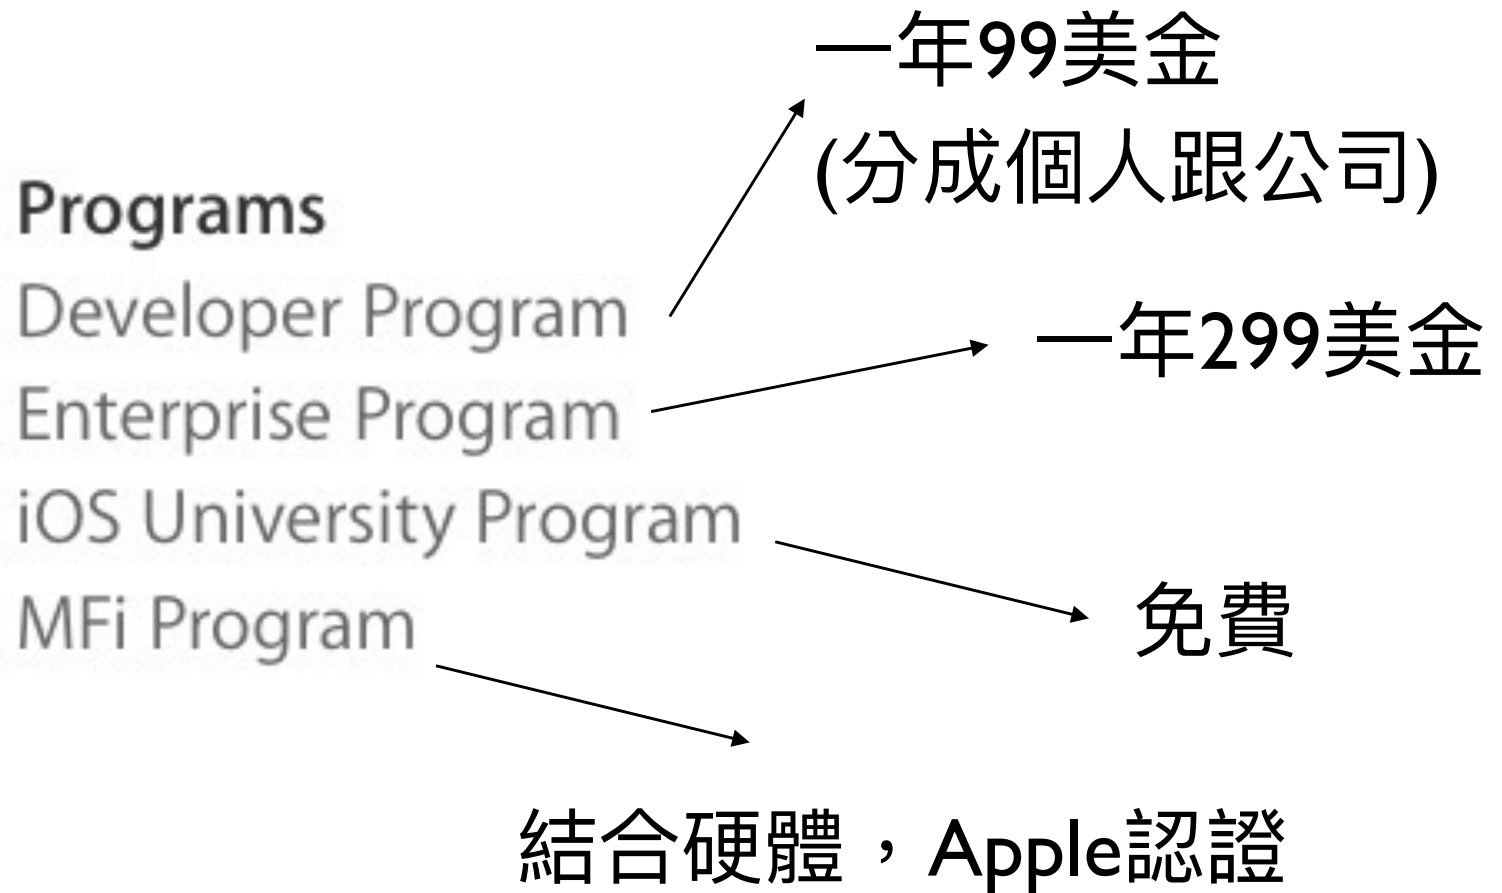 一年99美金
(分成個人跟公司)
Programs
Developer Program
一年299美金
Enterprise Program
iOS University Program
免費
MFi Program
結合硬體，Apple認證